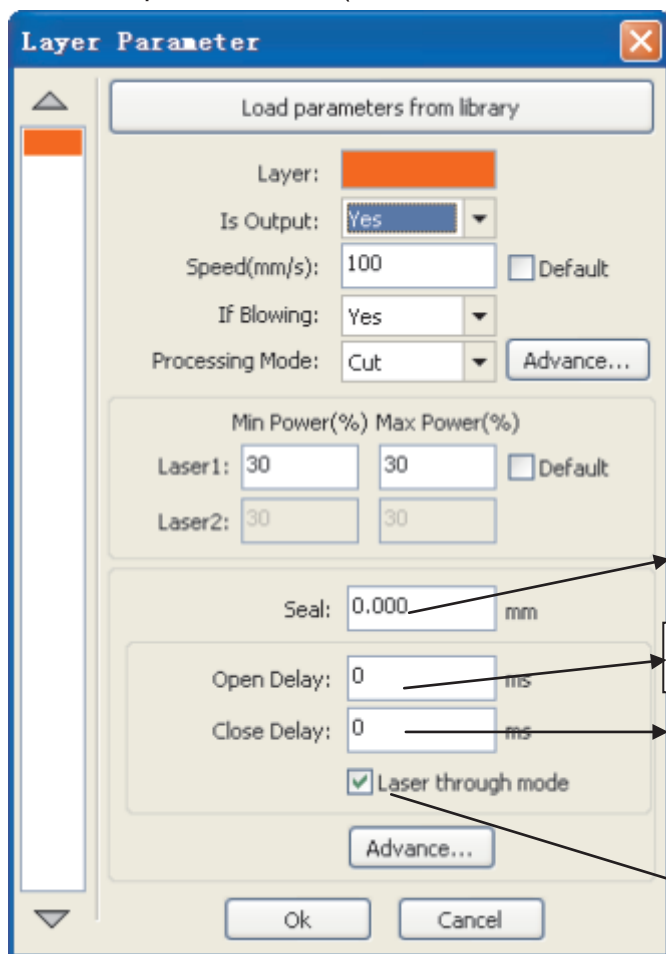 Layer Parameter
Load parameters from library
Layer:
Is Output: Yes
Speed(mm/s): 100 Default
If Blowing: Yes
Processing Mode: Cut Advance...
Min Power(%) Max Power(%)
Laser1: 30 30 Default
Laser2: 30 30
Seal: 0.000 mm
Open Delay: 0 ms
Close Delay: 0 ms
Laser through mode
Advance...
Ok Cancel